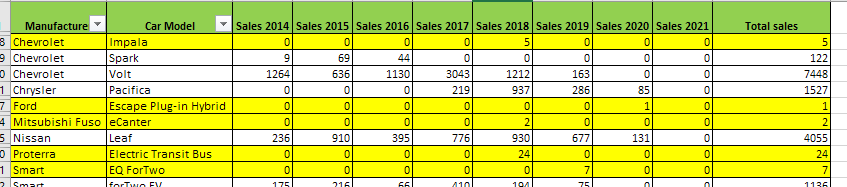 Manufacture Car Model Sales 2014 Sales 2015 Sales 2016 Sales 2017 Sales 2018 Sales 2019 Sales 2020 Sales 2021 Total sales
8 Chevrolet Impala 0 0 0 0 5 0 0 0 5
9 Chevrolet Spark 9 69 44 0 0 0 0 0 122
0 Chevrolet Volt 1264 636 1130 3043 1212 163 0 0 7448
1 Chrysler Pacifica 0 0 0 219 937 286 85 0 1527
7 Ford Escape Plug-in Hybrid 0 0 0 0 0 0 1 0 1
4 Mitsubishi Fuso eCanter 0 0 0 0 2 0 0 0 2
5 Nissan Leaf 236 910 395 776 930 677 131 0 4055
0 Proterra Electric Transit Bus 0 0 0 0 24 0 0 0 24
1 Smart EQ ForTwo 0 0 0 0 0 7 0 0 7
2 Smart forTwo EV 175 216 66 410 194 75 0 0 1136